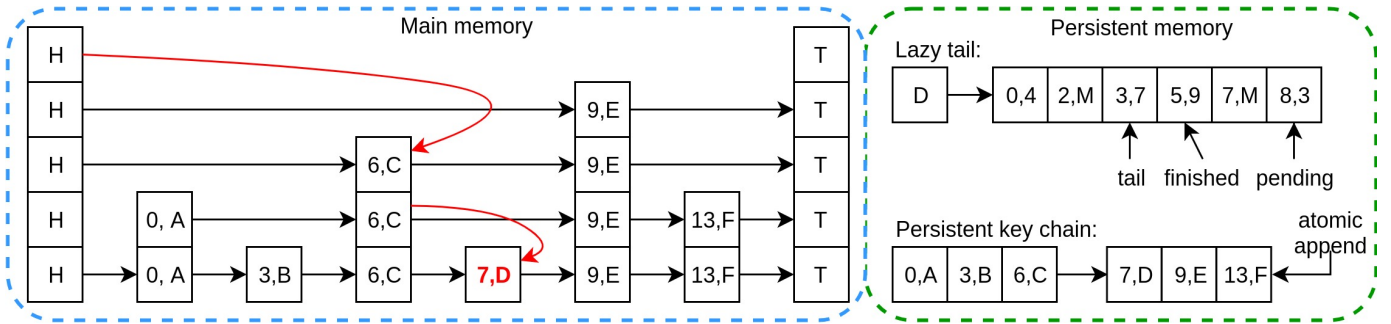 Main memory
H T
H 9,E T
H 6,C 9,E T
H 0, A 6,C 9,E 13,F T
H 0, A 3,B 6,C 7,D 9,E 13,F T
Persistent memory
Lazy tail:
D 0,4 2,M 3,7 5,9 7,M 8,3
tail finished pending
Persistent key chain:
atomic
append
0,A 3,B 6,C 7,D 9,E 13,F